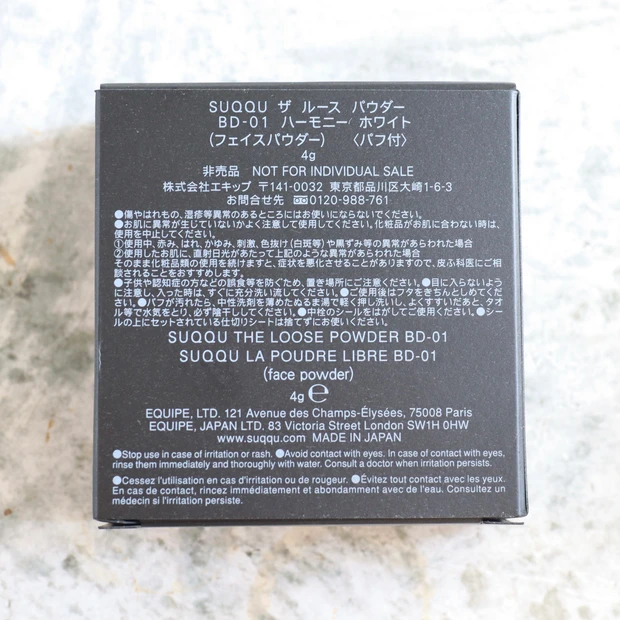 SUQQU ザ ルース パウダー
BD-01 ハーモニー ホワイト
(フェイスパウダー) 〈パフ付〉
4g
非売品 NOT FOR INDIVIDUAL SALE
株式会社エキップ 〒141-0032 東京都品川区大崎1-6-3
お問合せ先 0120-988-761
●傷やはれもの、湿疹等異常のあるところにはお使いにならないでください。
●お肌に異常が生じていないかよく注意して使用してください。化粧品がお肌に合わない時は、
使用を中止してください。
①使用中、赤み、はれ、かゆみ、刺激、色抜け(白斑等)や黒ずみ等の異常があらわれた場合
②使用したお肌に、直射日光があたって上記のような異常があらわれた場合
そのまま化粧品類の使用を続けますと、症状を悪化させることがありますので、皮ふ科医にご相
談されることをおすすめします。
●子供や認知症の方などの誤食等を防ぐため、置き場所にご注意ください。●目に入らないよう
に注意し、入った時は、すぐに充分洗い流してください。●ご使用後はフタをきちんとしめてくださ
い。●パフが汚れたら、中性洗剤を薄めたぬるま湯で軽く押し洗いし、よくすすいだあと、タオ
ル等で水気をとり、必ず陰干ししてください。●中栓のシールをはがしてご使用ください。●シー
ルの上にセットされている仕切りシートは捨てずにお使いください。
SUQQU THE LOOSE POWDER BD-01
SUQQU LA POUDRE LIBRE BD-01
(face powder)
4g ℮
EQUIPE, LTD. 121 Avenue des Champs-Élysées, 75008 Paris
EQUIPE, JAPAN LTD. 83 Victoria Street London SW1H 0HW
www.suqqu.com MADE IN JAPAN
●Stop use in case of irritation or rash. ●Avoid contact with eyes. In case of contact with eyes,
rinse them immediately and thoroughly with water. Consult a doctor when irritation persists.
●Cessez l'utilisation en cas d'irritation ou de rougeur. ●Évitez tout contact avec les yeux.
En cas de contact, rincez immédiatement et abondamment avec de l'eau. Consultez un
médecin si l'irritation persiste.